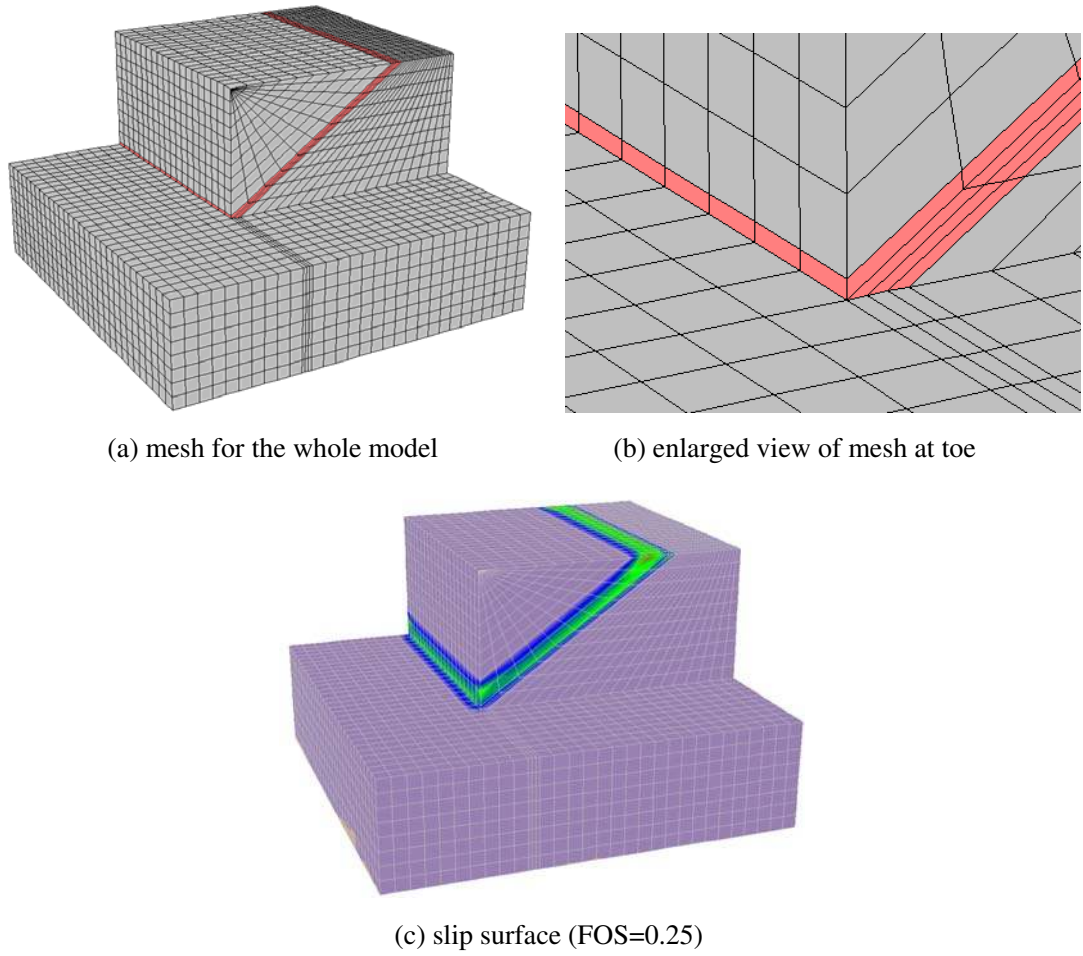 (a) mesh for the whole model
(b) enlarged view of mesh at toe
(c) slip surface (FOS=0.25)